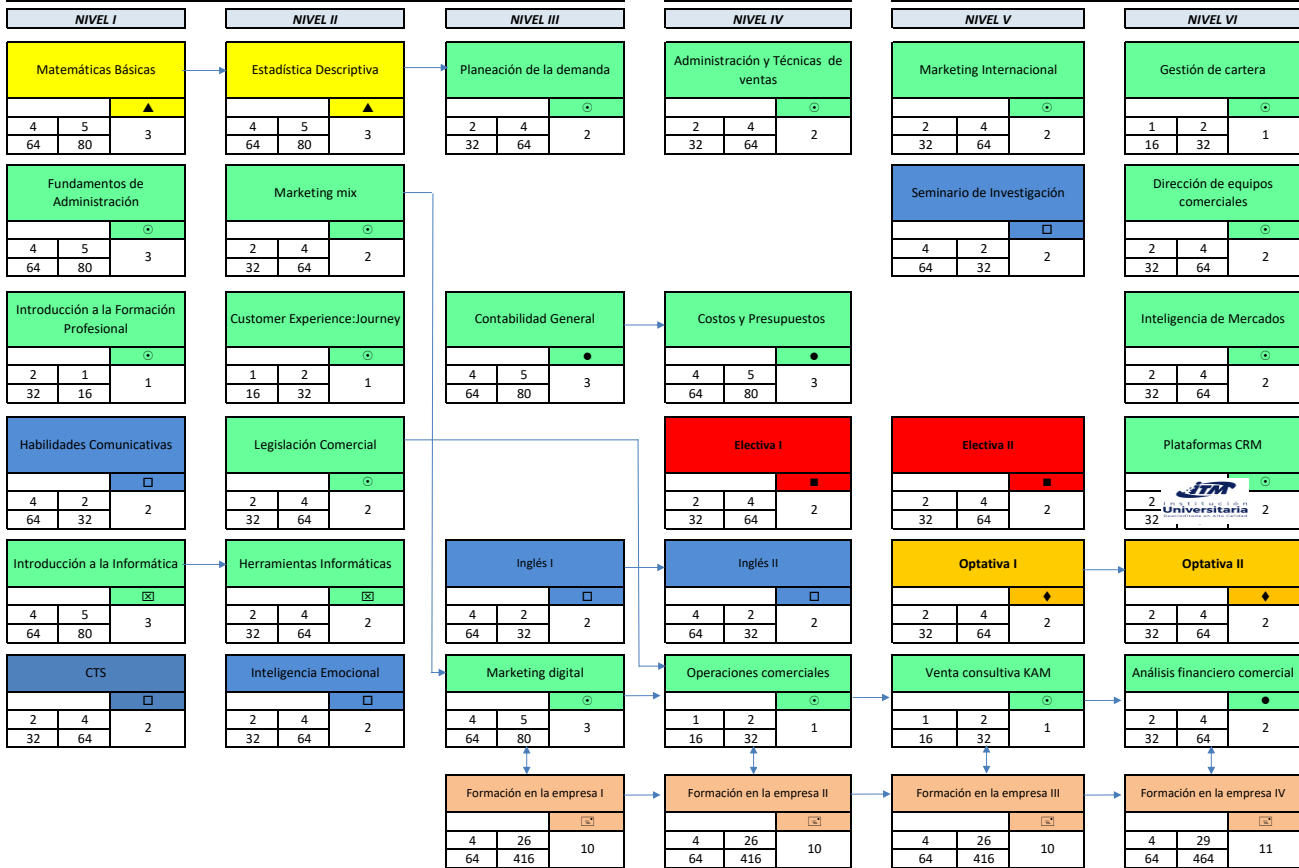 NIVEL I NIVEL II NIVEL III NIVEL IV NIVEL V NIVEL VI
Matemáticas Básicas
▲
4 5 3
64 80
Estadística Descriptiva
▲
4 5 3
64 80
Planeación de la demanda
⊙
2 4 2
32 64
Administración y Técnicas de
ventas
⊙
2 4 2
32 64
Marketing Internacional
⊙
2 4 2
32 64
Gestión de cartera
⊙
1 2 1
16 32
Fundamentos de
Administración
⊙
4 5 3
64 80
Marketing mix
⊙
2 4 2
32 64
Seminario de Investigación
□
4 2 2
64 32
Dirección de equipos
comerciales
⊙
2 4 2
32 64
Introducción a la Formación
Profesional
⊙
2 1 1
32 16
Customer Experience:Journey
⊙
1 2 1
16 32
Contabilidad General
●
4 5 3
64 80
Costos y Presupuestos
●
4 5 3
64 80
Inteligencia de Mercados
⊙
2 4 2
32 64
Habilidades Comunicativas
□
4 2 2
64 32
Legislación Comercial
⊙
2 4 2
32 64
Electiva I
■
2 4 2
32 64
Electiva II
■
2 4 2
32 64
Plataformas CRM
⊙
2 2
32
iTM
Institución
Universitaria
Introducción a la Informática
☒
4 5 3
64 80
Herramientas Informáticas
☒
2 4 2
32 64
Inglés I
□
4 2 2
64 32
Inglés II
□
4 2 2
64 32
Optativa I
♦
2 4 2
32 64
Optativa II
♦
2 4 2
32 64
CTS
□
2 4 2
32 64
Inteligencia Emocional
□
2 4 2
32 64
Marketing digital
⊙
4 5 3
64 80
Operaciones comerciales
⊙
1 2 1
16 32
Venta consultiva KAM
⊙
1 2 1
16 32
Análisis financiero comercial
●
2 4 2
32 64
Formación en la empresa I
4 26 10
64 416
Formación en la empresa II
4 26 10
64 416
Formación en la empresa III
4 26 10
64 416
Formación en la empresa IV
4 29 11
64 464